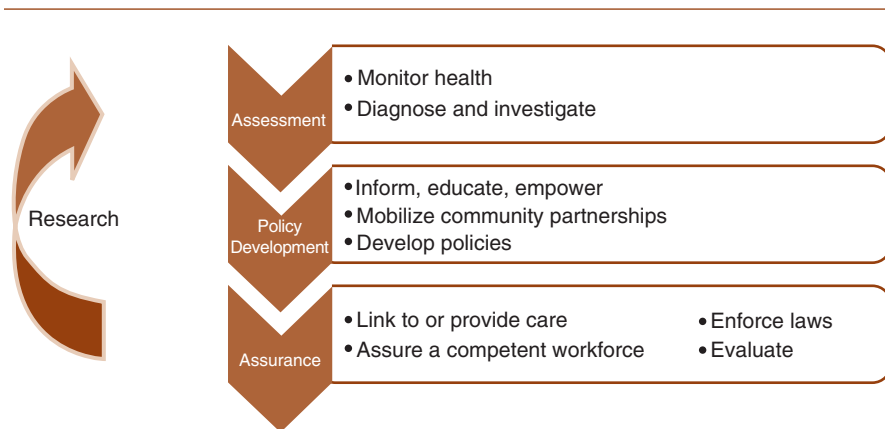 Research
Assessment
• Monitor health
• Diagnose and investigate
Policy
Development
• Inform, educate, empower
• Mobilize community partnerships
• Develop policies
Assurance
• Link to or provide care
• Assure a competent workforce
• Enforce laws
• Evaluate